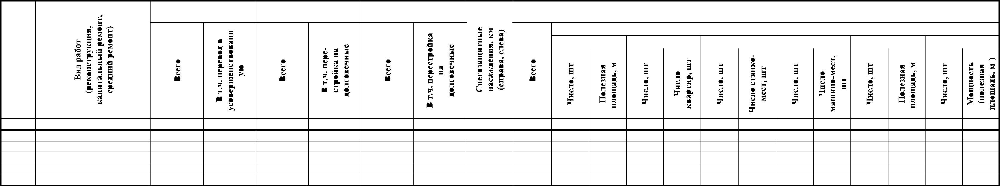 Вид работ
(реконструкция,
капитальный ремонт,
средний ремонт)
Всего
В т.ч. перевод в
усовершенствованн
ую
Всего
В т.ч. пере-
стройка на
долговечные
Всего
В т.ч. перестройка
на
долговечные
Снегозащитные
насаждения, км
(справа, слева)
Всего
Число, шт
Полезная
площадь, м
Число, шт
Число
квартир, шт
Число, шт
Число станко-
мест, шт
Число, шт
Число
машино-мест,
шт
Число, шт
Полезная
площадь, м
Число, шт
Мощность
(полезная
площадь, м )